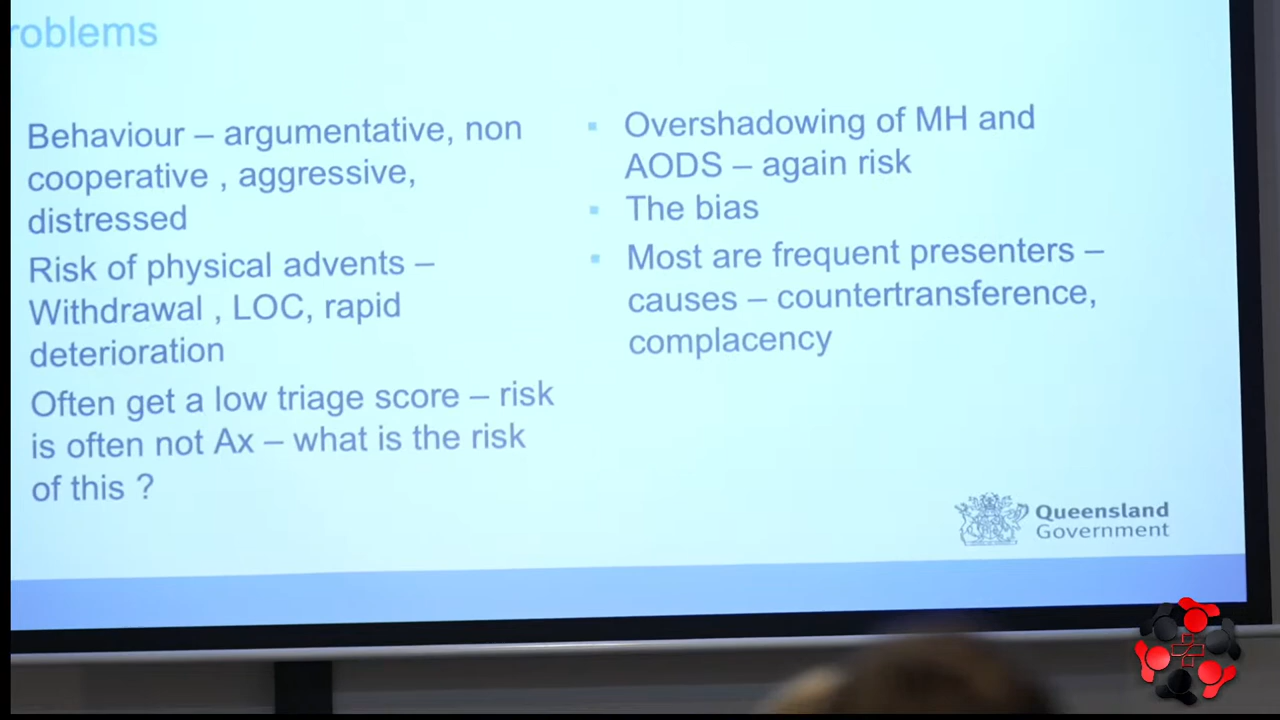 roblems
Behaviour – argumentative, non
cooperative , aggressive,
distressed
Risk of physical advents –
Withdrawal , LOC, rapid
deterioration
Often get a low triage score – risk
is often not Ax – what is the risk
of this ?
Overshadowing of MH and
AODS – again risk
The bias
Most are frequent presenters –
causes – countertransference,
complacency
Queensland
Government